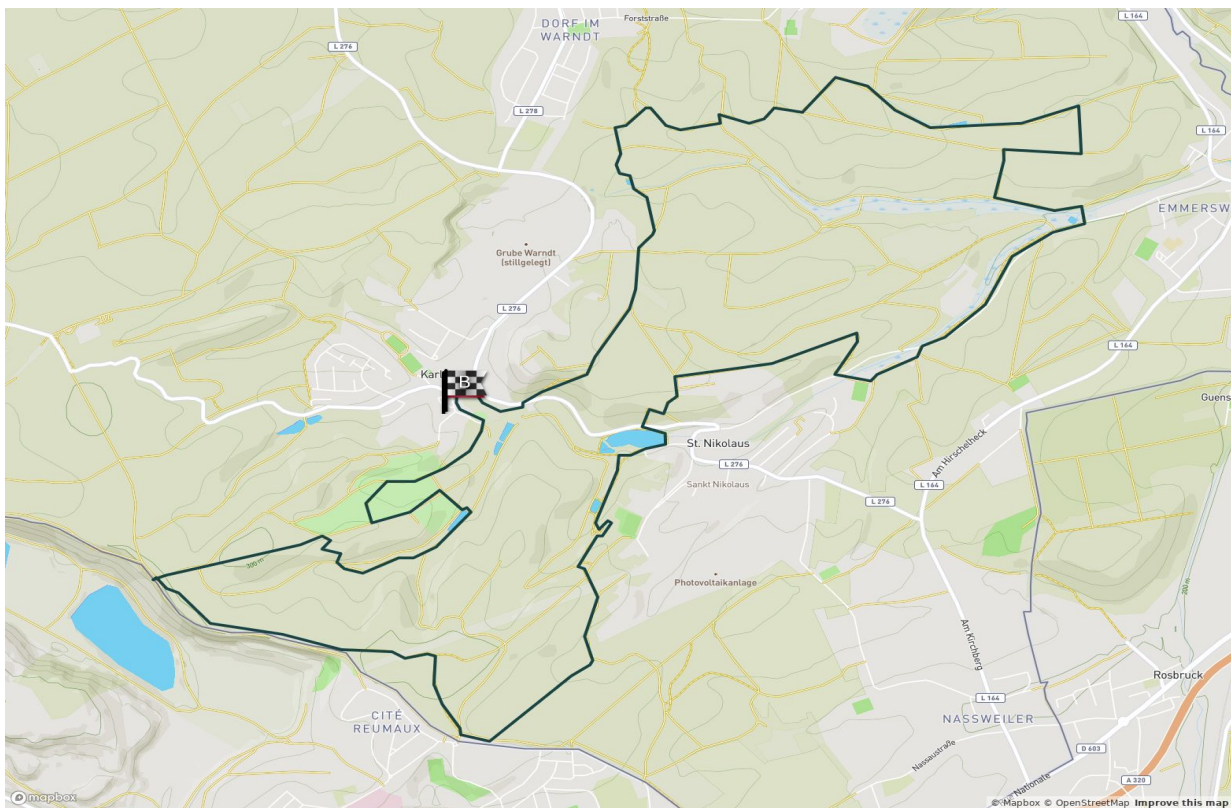 DORF IM
WARNDT
Forststraße
L 164
L 276
L 278
L 164
EMMERSW
Grube Warndt
(stillgelegt)
L 276
L 164
Karl
B
Guens
St. Nikolaus
L 276
Am Hirschelheck
Sankt Nikolaus
L 164
L 276
300 m
Photovoltaikanlage
200 m
Am Kirchberg
Rosbruck
L 164
CITÉ
REUMAUX
NASSWEILER
Nassaustraße
D 603
A 320
Nationale
mapbox
© Mapbox © OpenStreetMap Improve this map